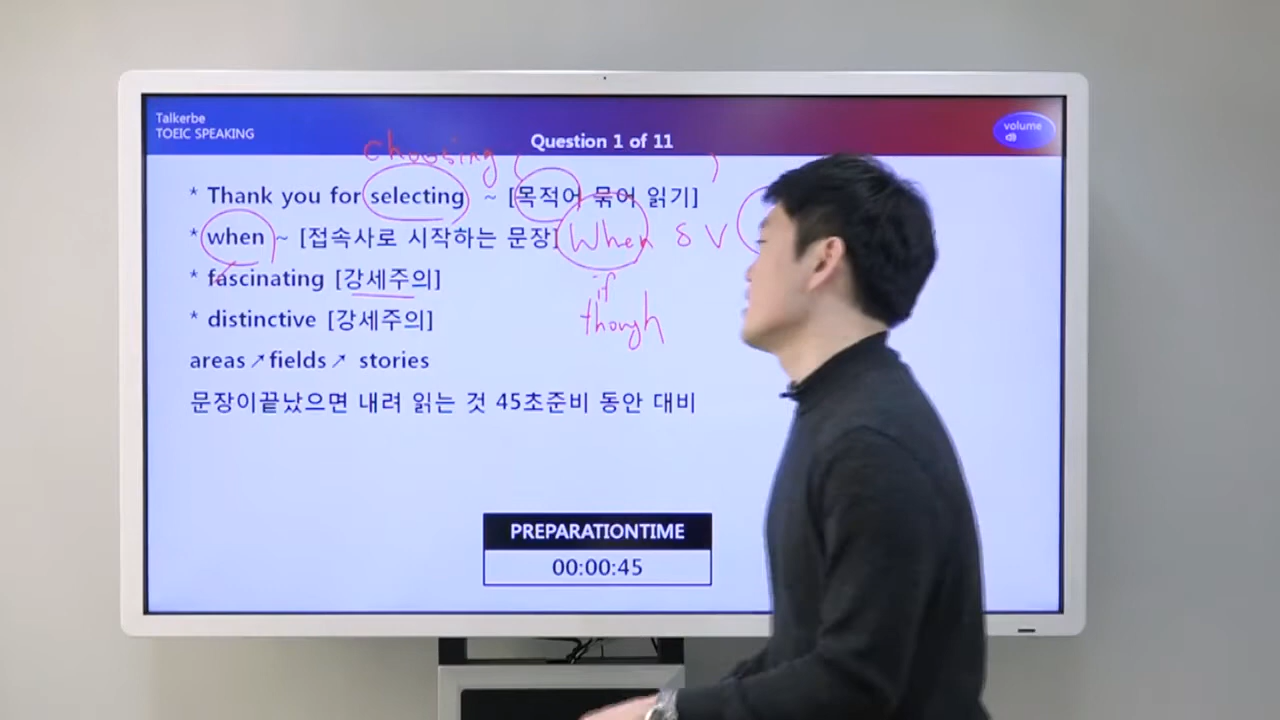 Talkerbe
TOEIC SPEAKING
Question 1 of 11
volume
choosing
* Thank you for selecting ~ [목적어 묶어 읽기]
* when ~ [접속사로 시작하는 문장] When S V
* fascinating [강세주의]
if
* distinctive [강세주의]
though
areas↗fields↗ stories
문장이끝났으면 내려 읽는 것 45초준비 동안 대비
PREPARATIONTIME
00:00:45